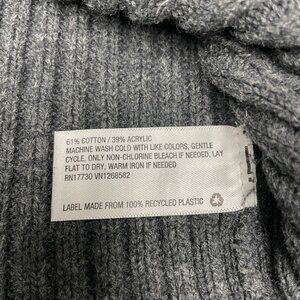 61% COTTON / 39% ACRYLIC
MACHINE WASH COLD WITH LIKE COLORS, GENTLE
CYCLE, ONLY NON-CHLORINE BLEACH IF NEEDED, LAY
FLAT TO DRY, WARM IRON IF NEEDED
RN17730 VN1268582
LABEL MADE FROM 100% RECYCLED PLASTIC